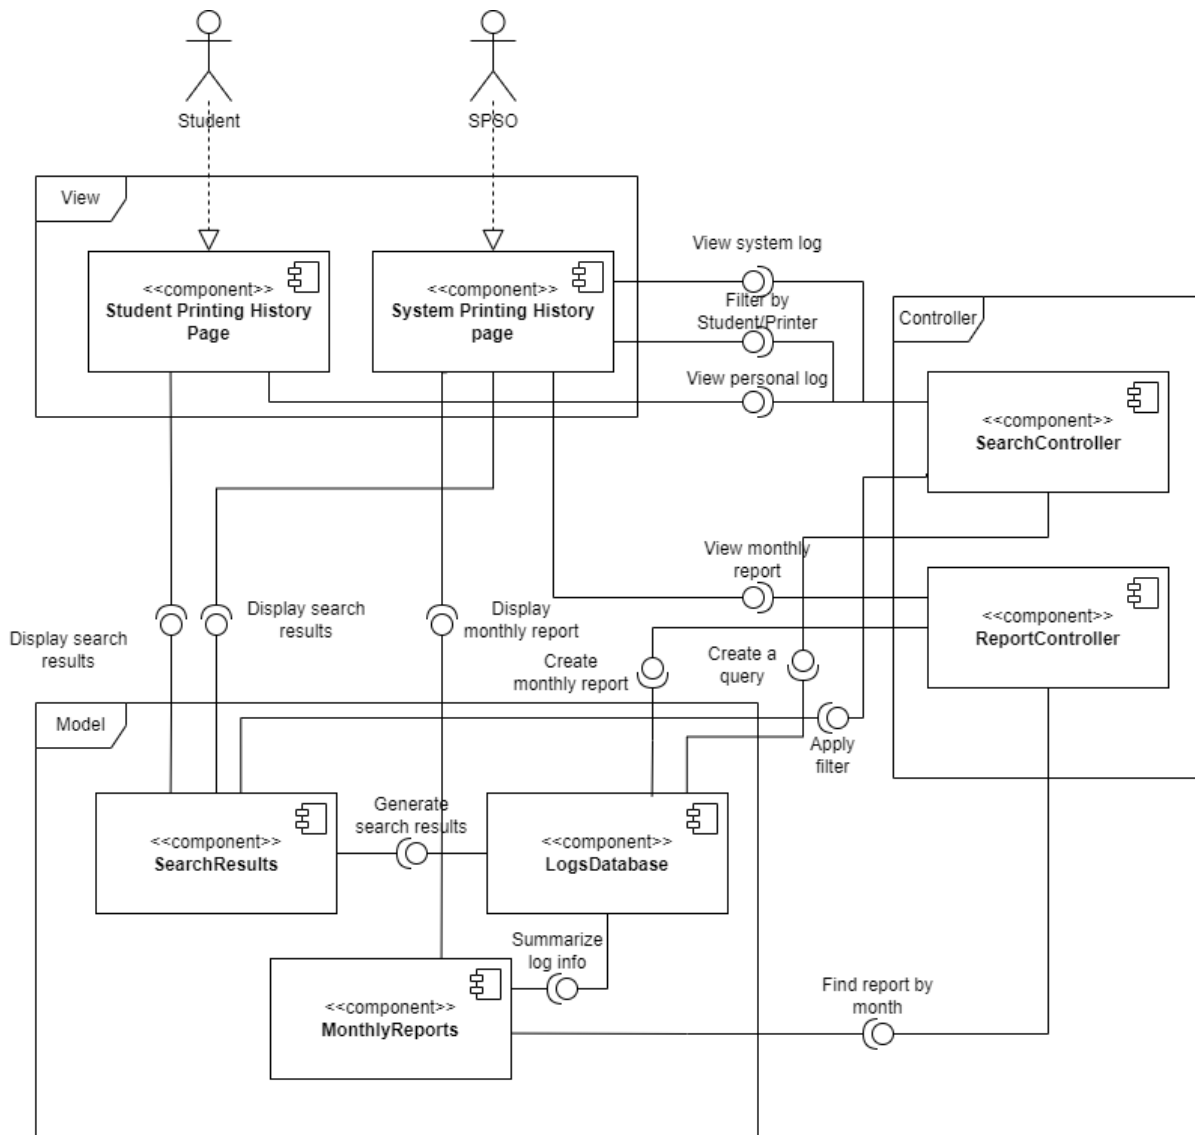 Student
SPSO
View
<<component>>
Student Printing History
Page
<<component>>
System Printing History
page
View system log
Filter by
Student/Printer
View personal log
Controller
<<component>>
SearchController
View monthly
report
<<component>>
ReportController
Display search
results
Display search
results
Display
monthly report
Create
monthly report
Create a
query
Apply
filter
Model
<<component>>
SearchResults
Generate
search results
<<component>>
LogsDatabase
Summarize
log info
<<component>>
MonthlyReports
Find report by
month